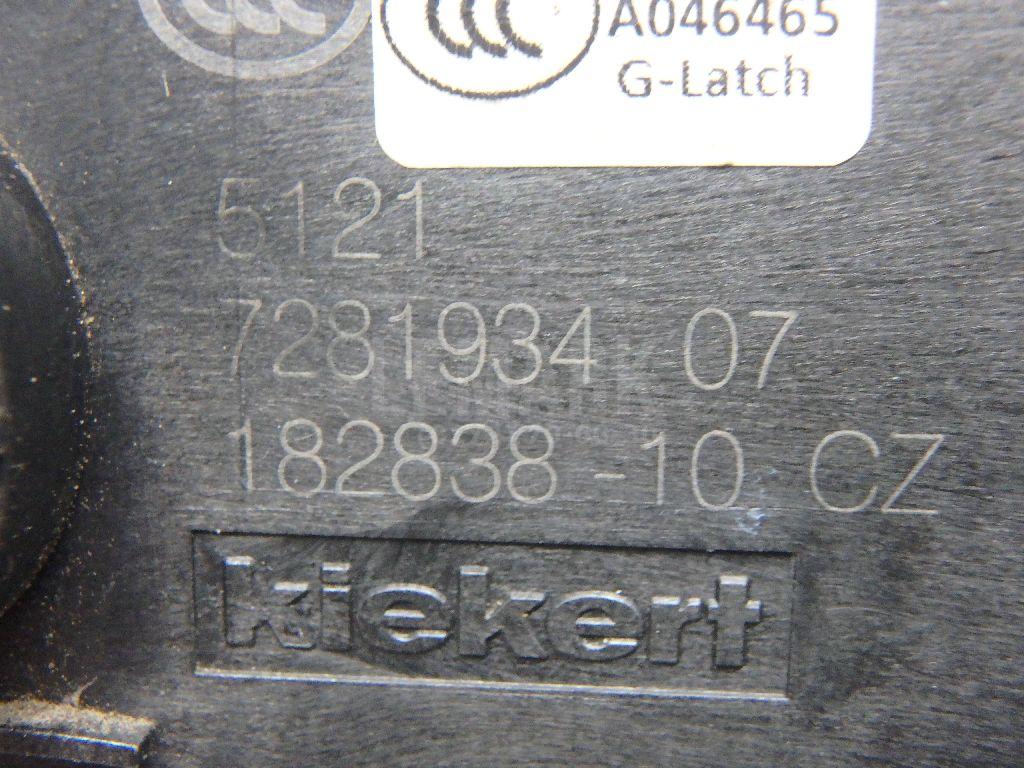 A046465
G-Latch
5121
7281934 07
182838 -10 CZ
kiekert